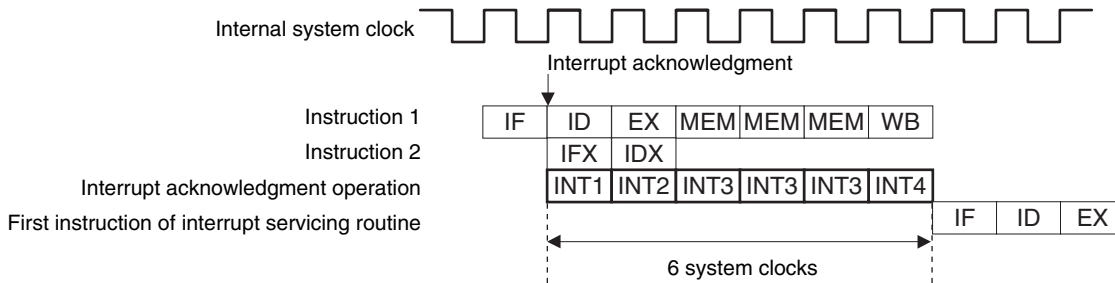 Internal system clock
Interrupt acknowledgment
Instruction 1 IF ID EX MEM MEM MEM WB
Instruction 2 IFX IDX
Interrupt acknowledgment operation INT1 INT2 INT3 INT3 INT3 INT4
First instruction of interrupt servicing routine IF ID EX
6 system clocks